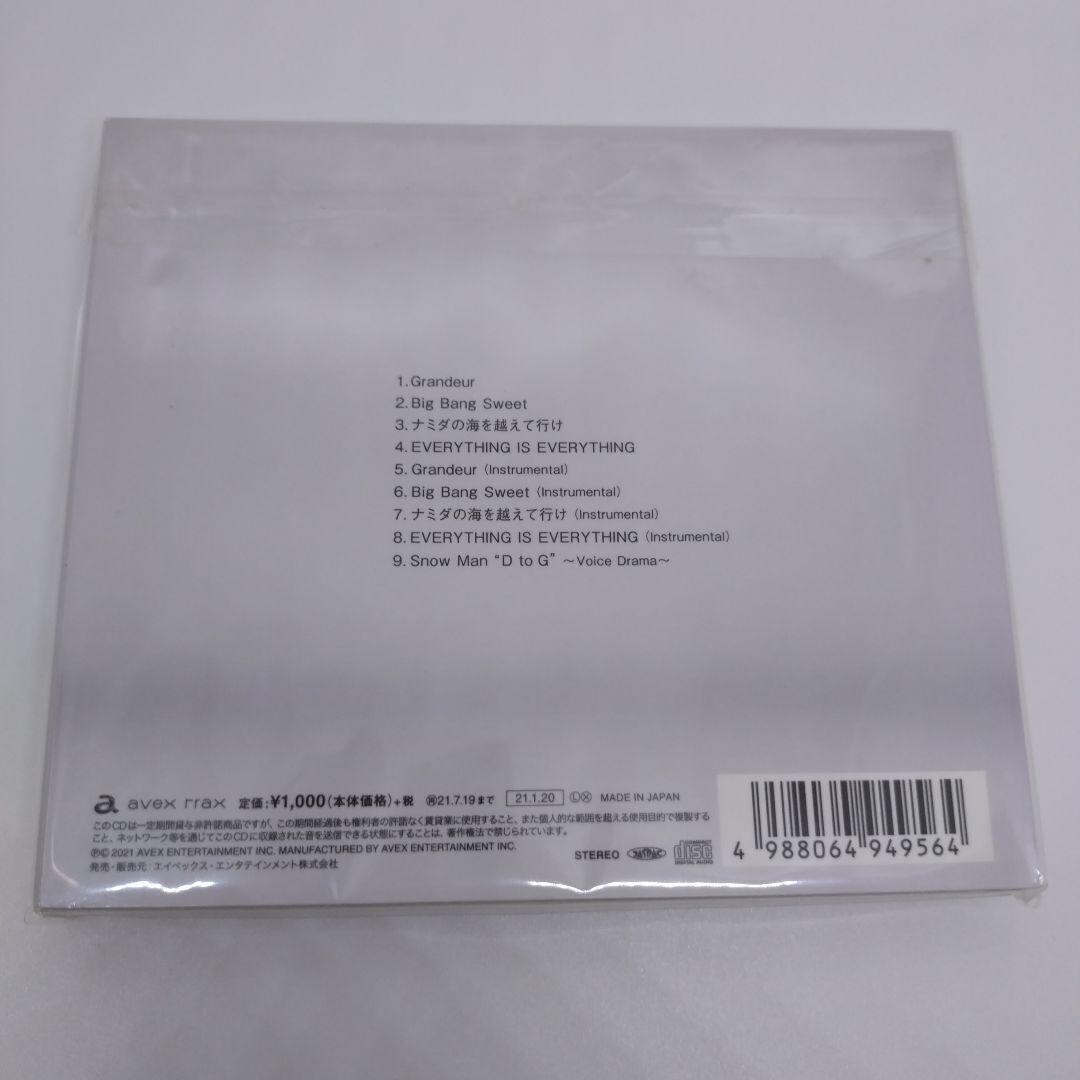 1. Grandeur
2. Big Bang Sweet
3. ナミダの海を越えて行け
4. EVERYTHING IS EVERYTHING
5. Grandeur (Instrumental)
6. Big Bang Sweet (Instrumental)
7. ナミダの海を越えて行け (Instrumental)
8. EVERYTHING IS EVERYTHING (Instrumental)
9. Snow Man “D to G” ～Voice Drama～
a avex trax 定価:¥1,000(本体価格)+税 Ⓡ21.7.19まで 21.1.20 ⓁⓍ MADE IN JAPAN
このCDは一定期間貸与非許諾商品ですが、この期間経過後も権利者の許諾なく賃貸業に使用すること、また個人的な範囲を超える使用目的で複製する
こと、ネットワーク等を通じてこのCDに収録された音を送信できる状態にすることは、著作権法で禁じられています。
ⓅⒸ 2021 AVEX ENTERTAINMENT INC. MANUFACTURED BY AVEX ENTERTAINMENT INC.
発売・販売元：エイベックス・エンタテインメント株式会社
STEREO JASRAC COMPACT disc DIGITAL AUDIO
4 988064 949564